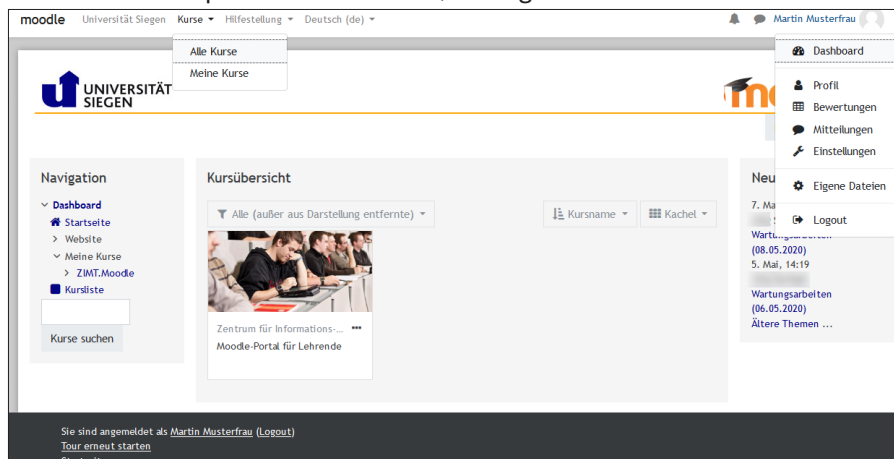 moodle Universität Siegen Kurse Hilfestellung Deutsch (de) Martin Musterfrau
Alle Kurse
Meine Kurse
Dashboard
Profil
Bewertungen
Mitteilungen
Einstellungen
Eigene Dateien
Logout
UNIVERSITÄT
SIEGEN
Navigation
Dashboard
Startseite
Website
Meine Kurse
ZIMT.Moodle
Kursliste
Kurse suchen
Kursübersicht
Alle (außer aus Darstellung entfernte) Kursname Kachel
Zentrum für Informations-... •••
Moodle-Portal für Lehrende
Neu
7. Ma
Wartungsarbeiten
(08.05.2020)
5. Mai, 14:19
Wartungsarbeiten
(06.05.2020)
Ältere Themen ...
Sie sind angemeldet als Martin Musterfrau (Logout)
Tour erneut starten